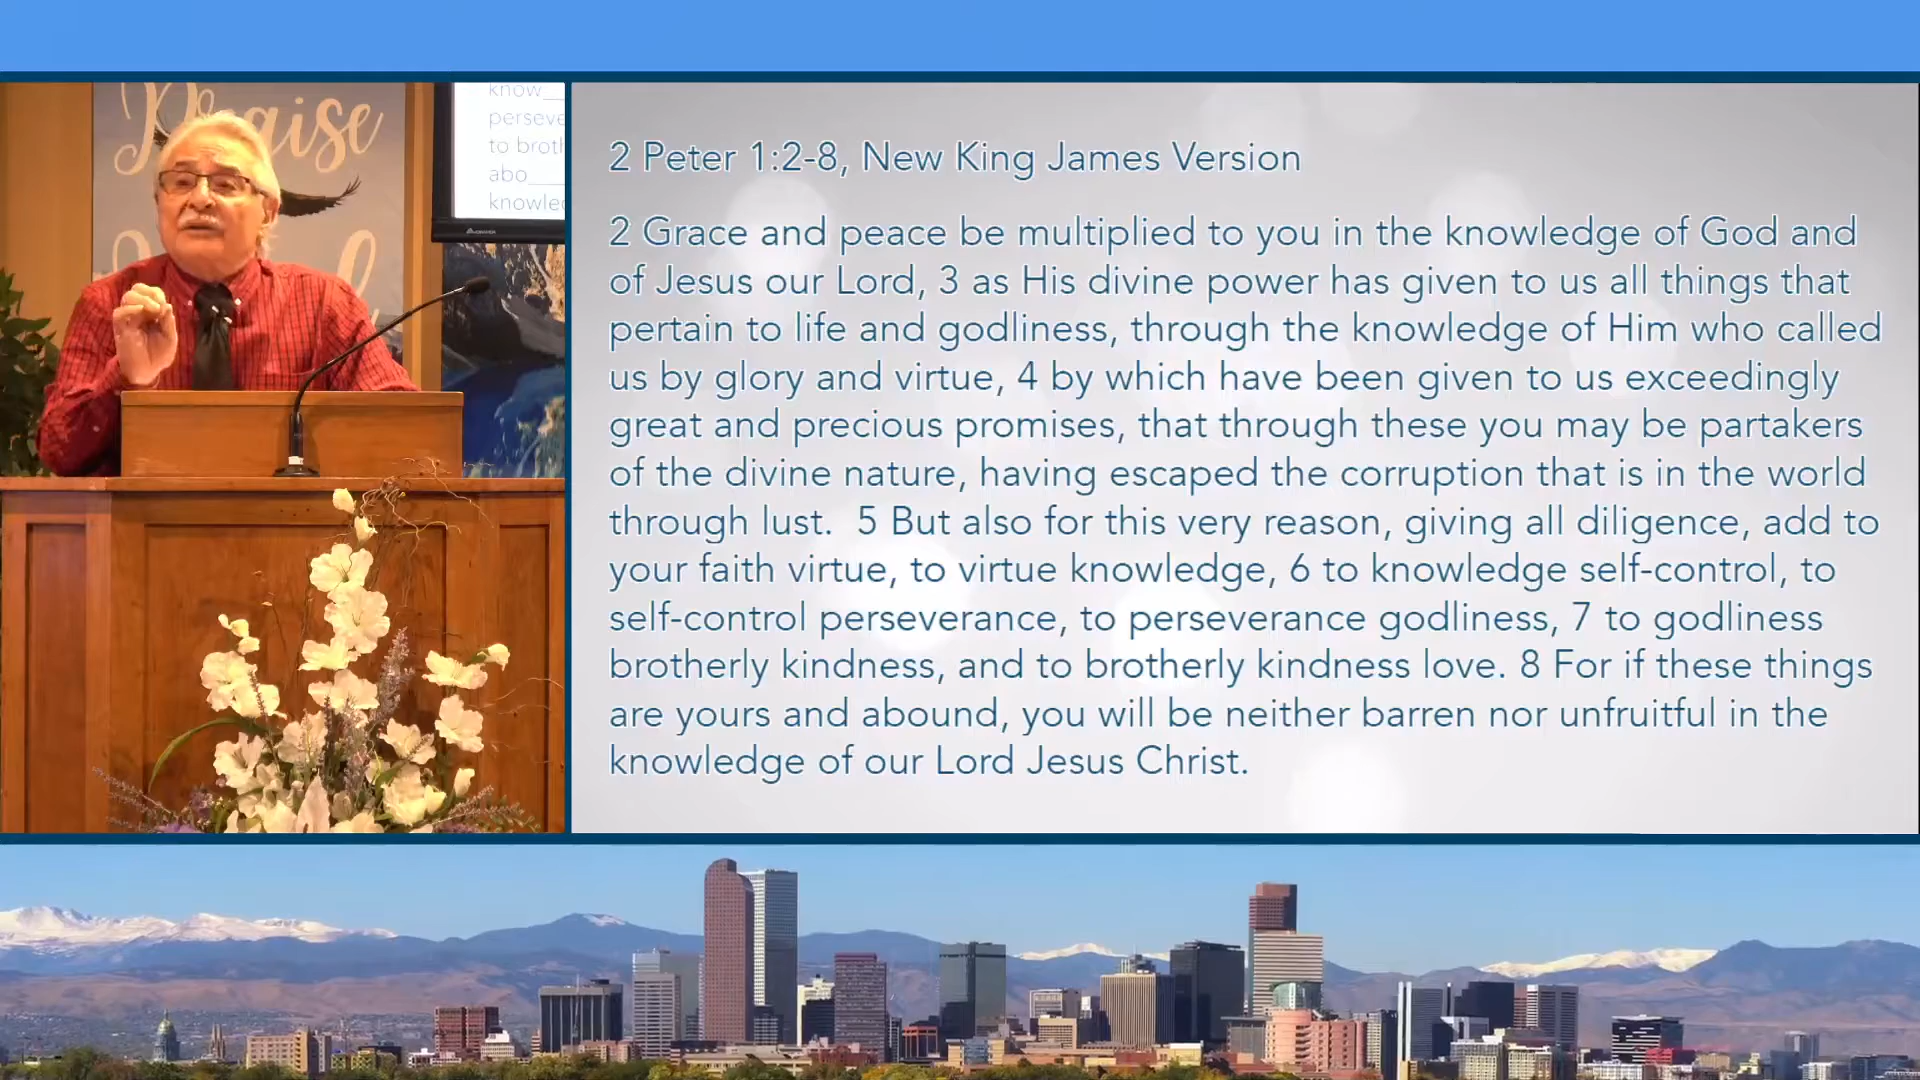 Praise
know
perseve
to broth
abo
knowled
2 Peter 1:2-8, New King James Version
2 Grace and peace be multiplied to you in the knowledge of God and
of Jesus our Lord, 3 as His divine power has given to us all things that
pertain to life and godliness, through the knowledge of Him who called
us by glory and virtue, 4 by which have been given to us exceedingly
great and precious promises, that through these you may be partakers
of the divine nature, having escaped the corruption that is in the world
through lust.  5 But also for this very reason, giving all diligence, add to
your faith virtue, to virtue knowledge, 6 to knowledge self-control, to
self-control perseverance, to perseverance godliness, 7 to godliness
brotherly kindness, and to brotherly kindness love. 8 For if these things
are yours and abound, you will be neither barren nor unfruitful in the
knowledge of our Lord Jesus Christ.